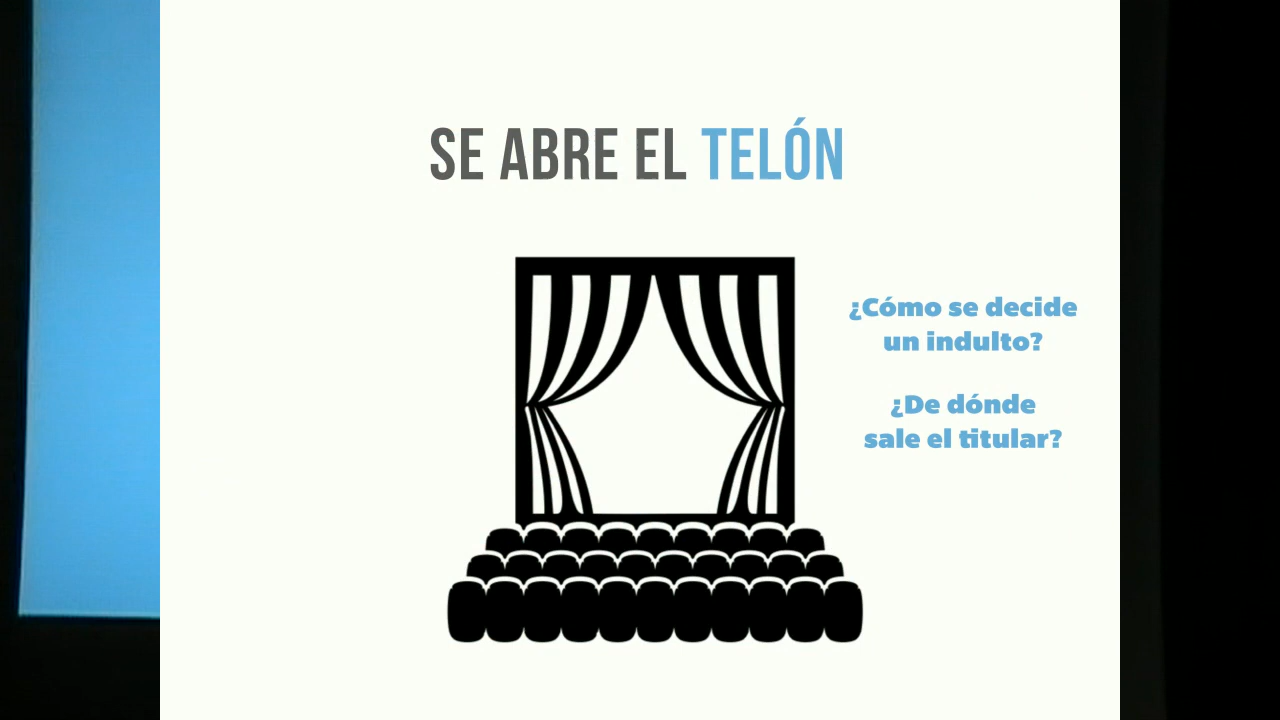 SE ABRE EL TELÓN
¿Cómo se decide
un indulto?
¿De dónde
sale el titular?